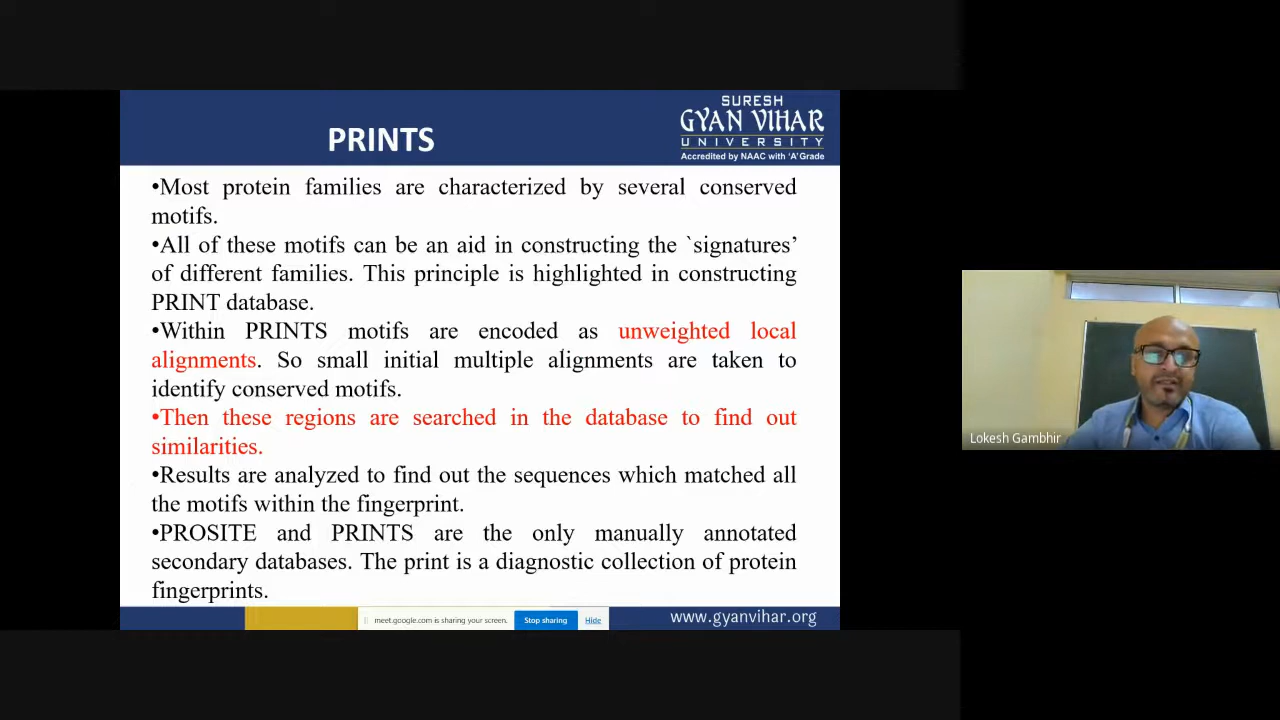 SURESH
GYAN VIHAR
UNIVERSITY
Accredited by NAAC with 'A' Grade
PRINTS
•Most protein families are characterized by several conserved
motifs.
•All of these motifs can be an aid in constructing the `signatures'
of different families. This principle is highlighted in constructing
PRINT database.
•Within PRINTS motifs are encoded as unweighted local
alignments. So small initial multiple alignments are taken to
identify conserved motifs.
•Then these regions are searched in the database to find out
similarities.
•Results are analyzed to find out the sequences which matched all
the motifs within the fingerprint.
•PROSITE and PRINTS are the only manually annotated
secondary databases. The print is a diagnostic collection of protein
fingerprints.
meet.google.com is sharing your screen. Stop sharing Hide
www.gyanvihar.org
Lokesh Gambhir